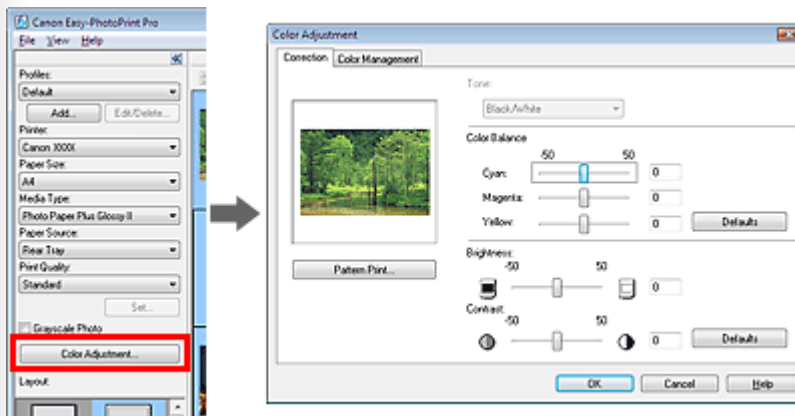 Canon Easy-PhotoPrint Pro
File View Help
Profiles:
Default
Add... Edit/Delete...
Printer:
Canon XXXX
Paper Size:
A4
Media Type:
Photo Paper Plus Glossy II
Paper Source:
Rear Tray
Print Quality:
Standard
Set...
Grayscale Photo
Color Adjustment...
Layout:
Color Adjustment
Correction Color Management
Tone:
Black/White
Color Balance
-50 50
Cyan: 0
Magenta: 0
Yellow: 0 Defaults
Pattern Print...
Brightness:
-50 50
0
Contrast:
-50 50
0 Defaults
OK Cancel Help